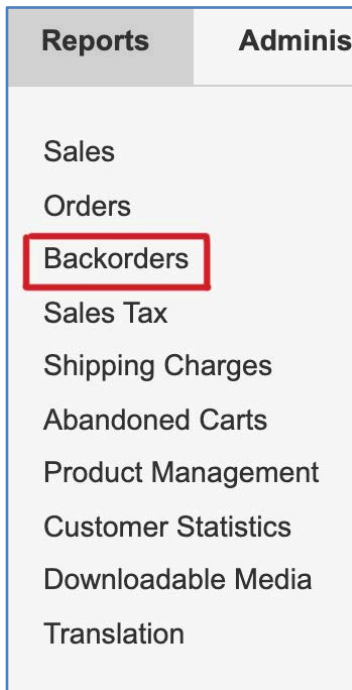 Reports Adminis
Sales
Orders
Backorders
Sales Tax
Shipping Charges
Abandoned Carts
Product Management
Customer Statistics
Downloadable Media
Translation